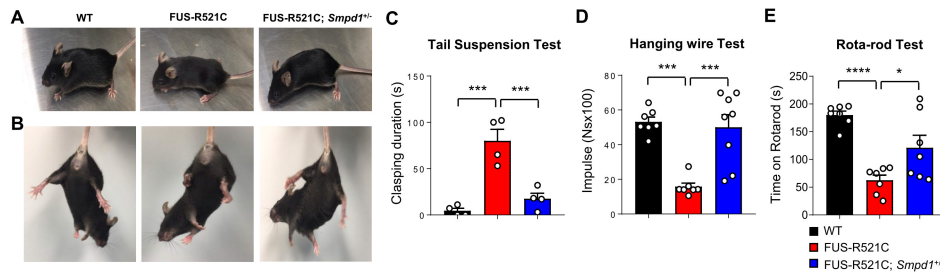 A
WT
FUS-R521C
FUS-R521C; Smpd1+/-
B
C
Tail Suspension Test
Clasping duration (s)
150
100
50
0
***
***
D
Hanging wire Test
Impulse (Nsx100)
80
60
40
20
0
***
***
E
Rota-rod Test
Time on Rotarod (s)
250
200
150
100
50
0
****
*
WT
FUS-R521C
FUS-R521C; Smpd1+/